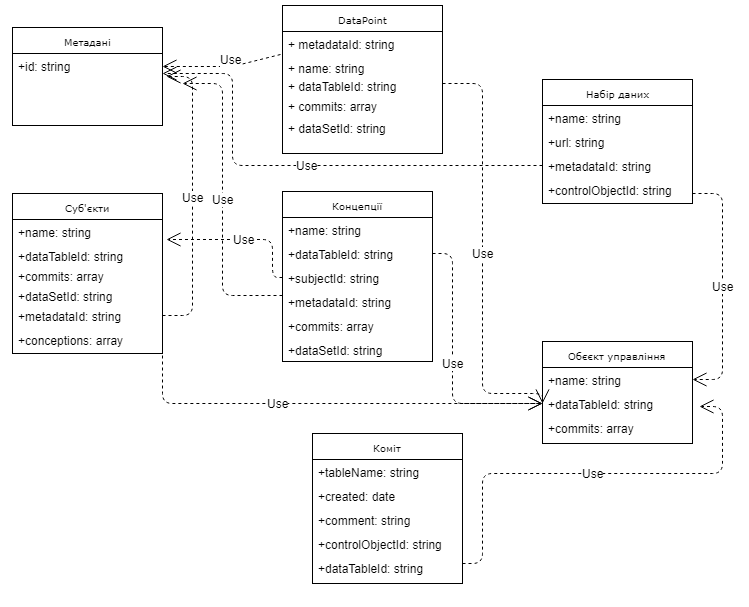 Метадані
+id: string
DataPoint
+ metadataId: string
+ name: string
+ dataTableId: string
+ commits: array
+ dataSetId: string
Набір даних
+name: string
+url: string
+metadataId: string
+controlObjectId: string
Use
Use
Use
Use
Суб'єкти
+name: string
+dataTableId: string
+commits: array
+dataSetId: string
+metadataId: string
+conceptions: array
Концепції
+name: string
+dataTableId: string
+subjectId: string
+metadataId: string
+commits: array
+dataSetId: string
Use
Use
Use
Use
Use
Обєєкт управління
+name: string
+dataTableId: string
+commits: array
Коміт
+tableName: string
+created: date
+comment: string
+controlObjectId: string
+dataTableId: string
Use